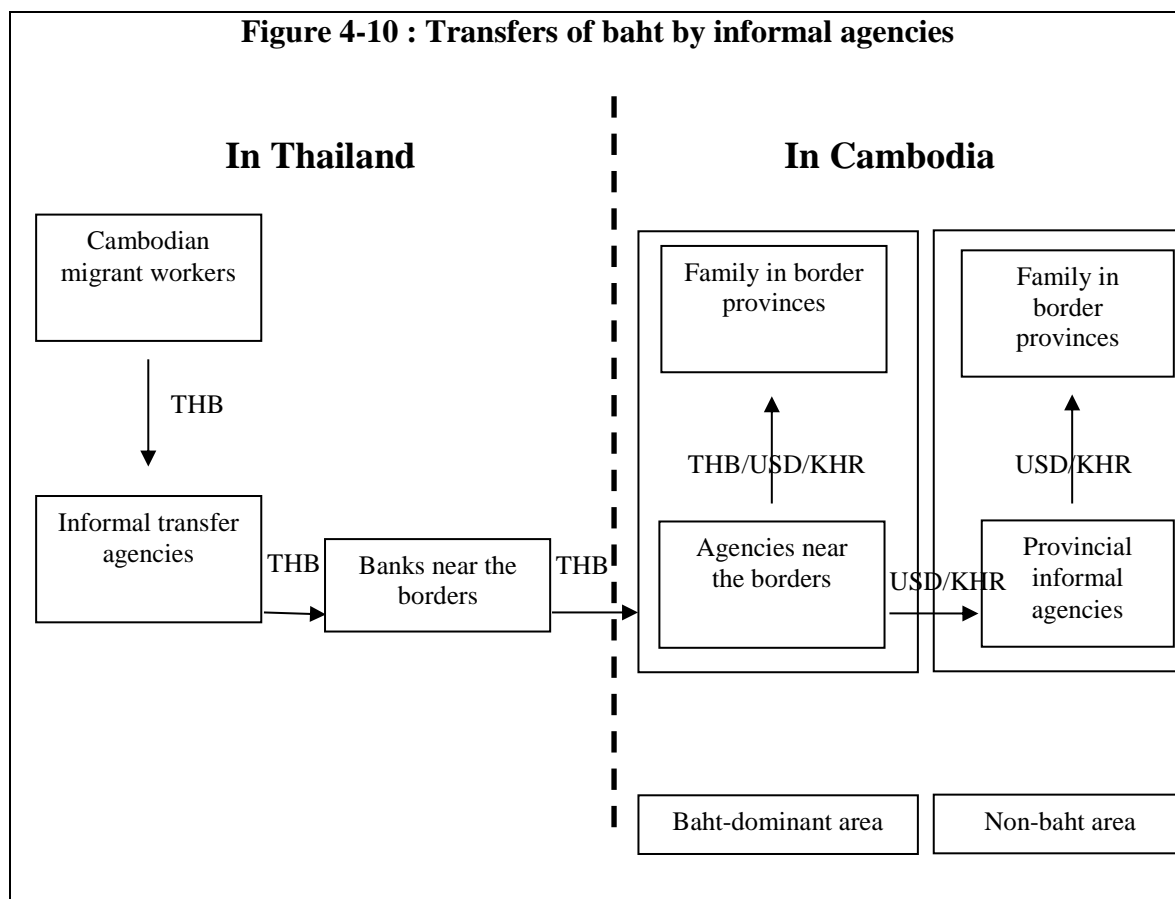 Figure 4-10 : Transfers of baht by informal agencies
In Thailand
In Cambodia
Cambodian
migrant workers
THB
Informal transfer
agencies
THB
Banks near the
borders
THB
Family in border
provinces
THB/USD/KHR
Agencies near
the borders
USD/KHR
Family in
border
provinces
USD/KHR
Provincial
informal
agencies
Baht-dominant area
Non-baht area